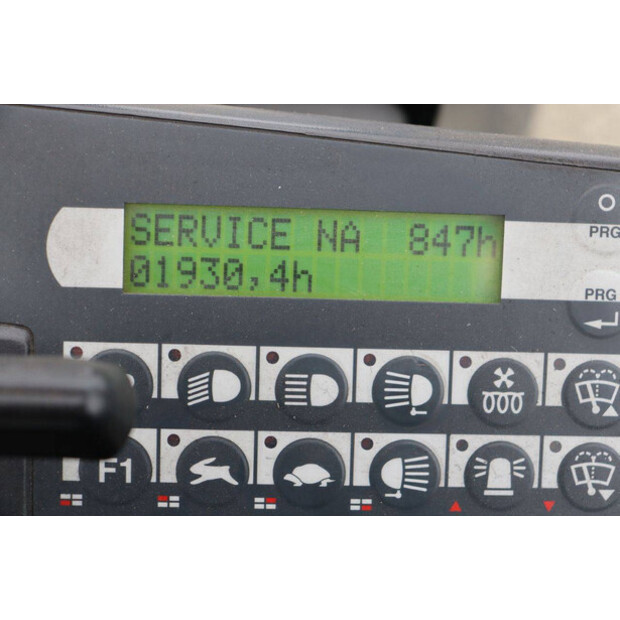 SERVICE NA 847h
01930,4h
PRG
PRG
F1